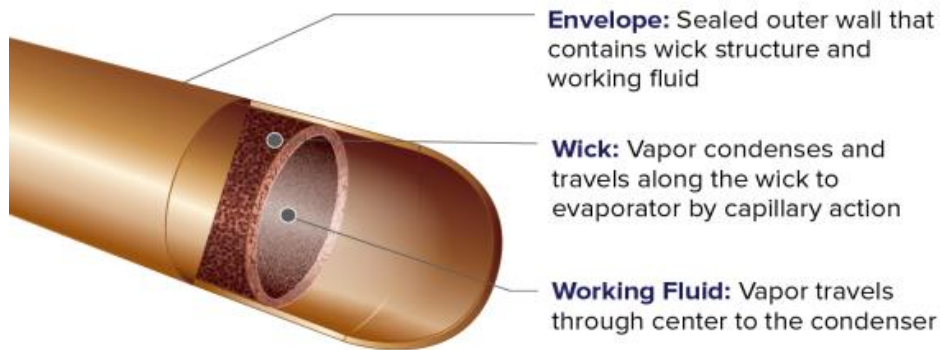 Envelope: Sealed outer wall that
contains wick structure and
working fluid
Wick: Vapor condenses and
travels along the wick to
evaporator by capillary action
Working Fluid: Vapor travels
through center to the condenser